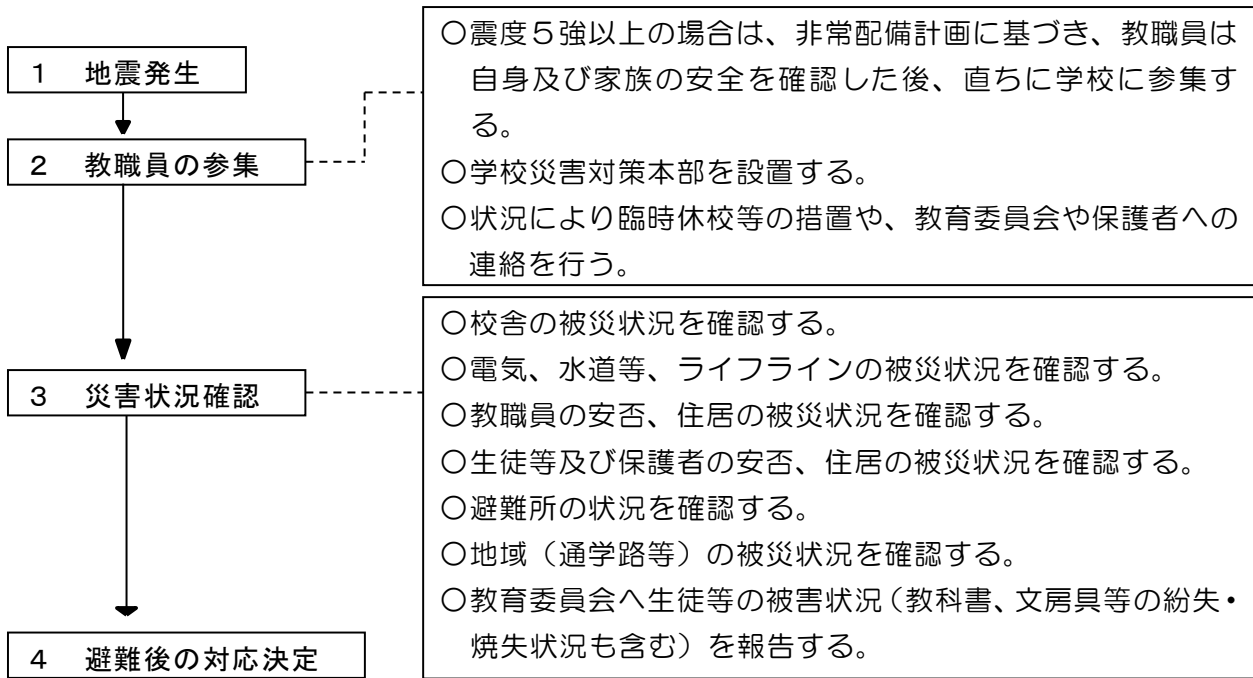 1 地震発生
2 教職員の参集
○震度5強以上の場合は、非常配備計画に基づき、教職員は
自身及び家族の安全を確認した後、直ちに学校に参集す
る。
○学校災害対策本部を設置する。
○状況により臨時休校等の措置や、教育委員会や保護者への
連絡を行う。
3 災害状況確認
○校舎の被災状況を確認する。
○電気、水道等、ライフラインの被災状況を確認する。
○教職員の安否、住居の被災状況を確認する。
○生徒等及び保護者の安否、住居の被災状況を確認する。
○避難所の状況を確認する。
○地域（通学路等）の被災状況を確認する。
○教育委員会へ生徒等の被害状況（教科書、文房具等の紛失・
焼失状況も含む）を報告する。
4 避難後の対応決定